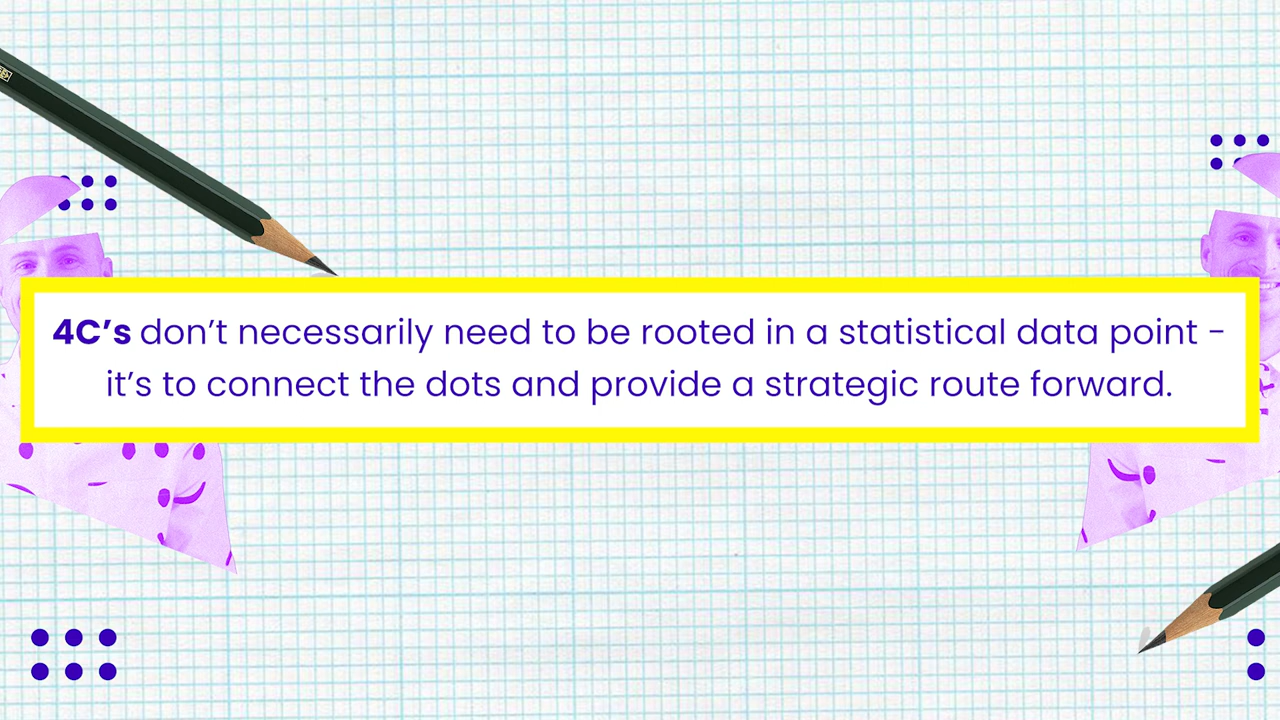 4C’s don’t necessarily need to be rooted in a statistical data point -
it’s to connect the dots and provide a strategic route forward.